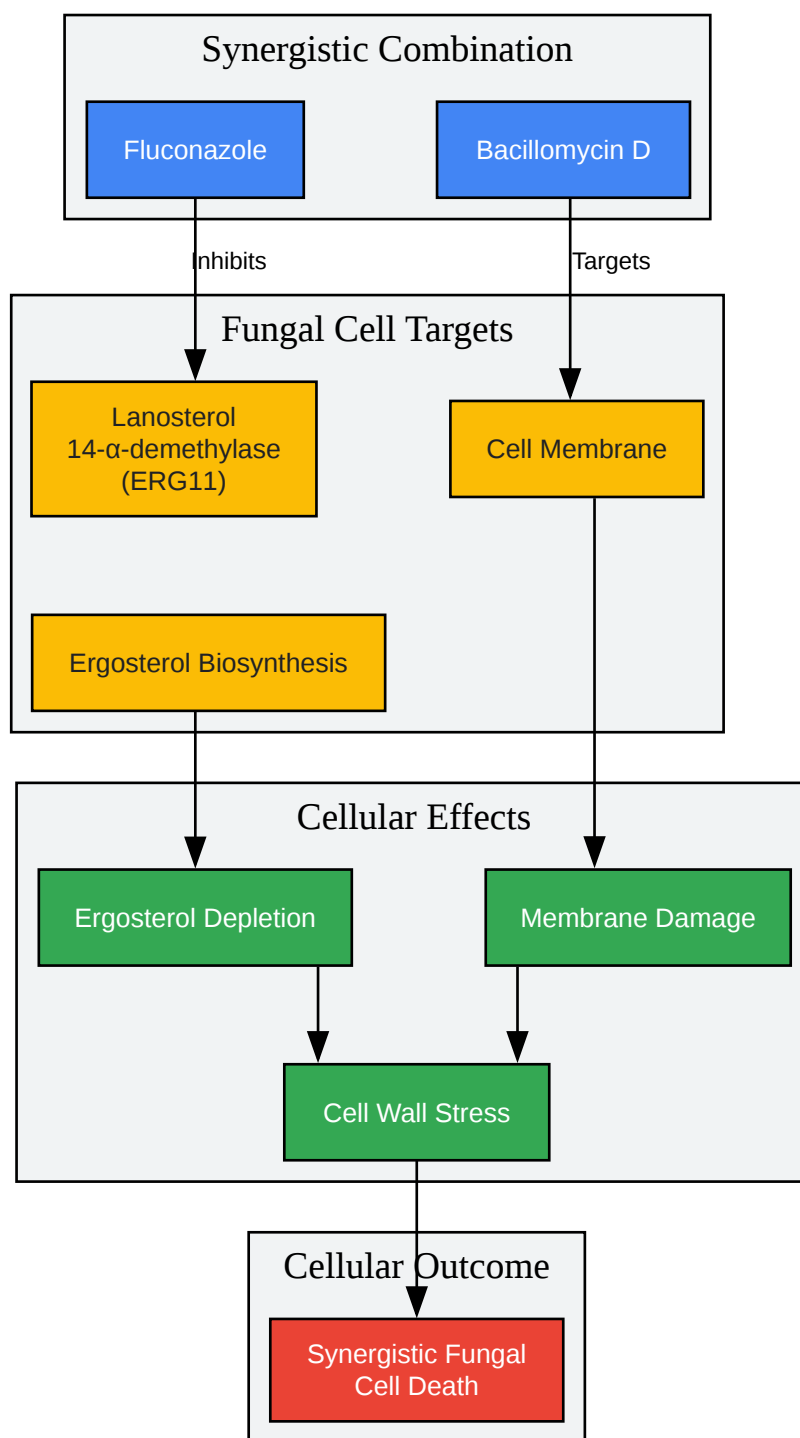 Synergistic Combination
Fluconazole
Bacillomycin D
Inhibits
Targets
Fungal Cell Targets
Lanosterol
14-α-demethylase
(ERG11)
Cell Membrane
Ergosterol Biosynthesis
Cellular Effects
Ergosterol Depletion
Membrane Damage
Cell Wall Stress
Cellular Outcome
Synergistic Fungal
Cell Death